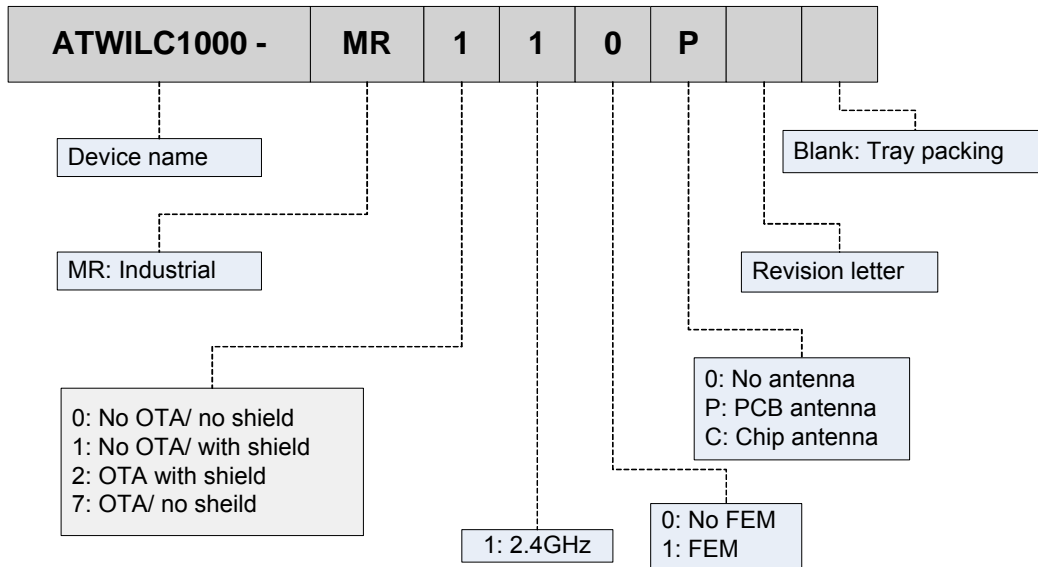 ATWILC1000 - MR 1 1 0 P
Device name
Blank: Tray packing
MR: Industrial
Revision letter
0: No OTA/ no shield
1: No OTA/ with shield
2: OTA with shield
7: OTA/ no sheild
0: No antenna
P: PCB antenna
C: Chip antenna
1: 2.4GHz
0: No FEM
1: FEM